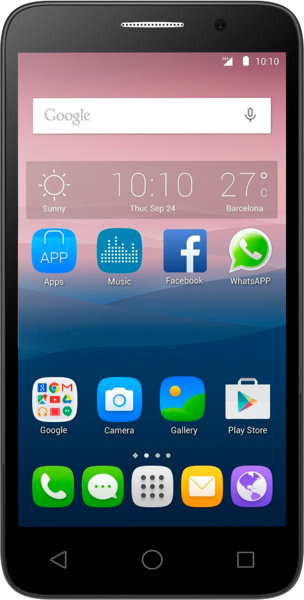 10:10
Google
10:10 27°c
Sunny Thur, Sep 24 Barcelona
APP
Apps Music Facebook WhatsAPP
Google Camera Gallery Play Store